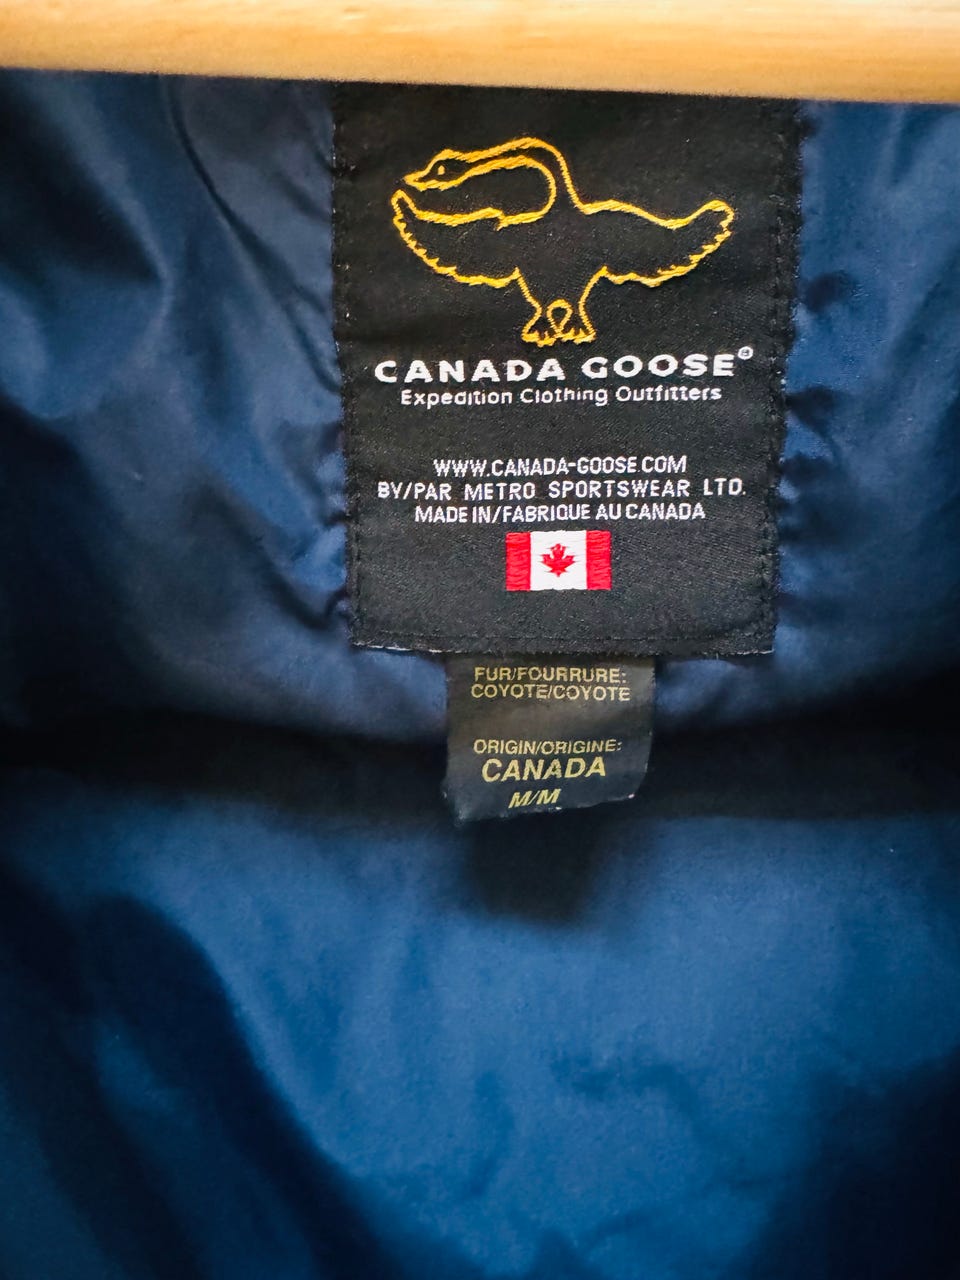 CANADA GOOSE®
Expedition Clothing Outfitters
WWW.CANADA-GOOSE.COM
BY/PAR METRO SPORTSWEAR LTD.
MADE IN/FABRIQUE AU CANADA
FUR/FOURRURE:
COYOTE/COYOTE
ORIGIN/ORIGINE:
CANADA
M/M